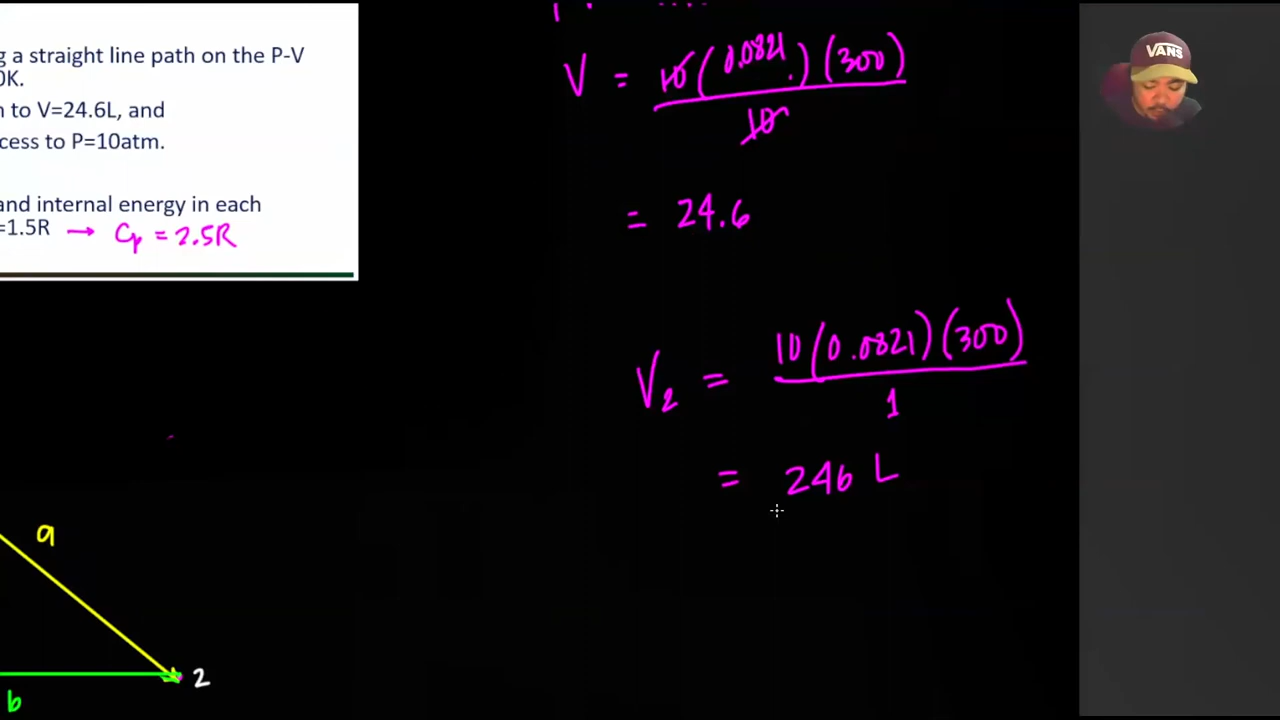 g a straight line path on the P-V
0K.
n to V=24.6L, and
cess to P=10atm.
and internal energy in each
=1.5R → Cp = 2.5R
V = 10(0.0821)(300)
10
= 24.6
V2 = 10(0.0821)(300)
1
= 246 L
a
2
b
VANS